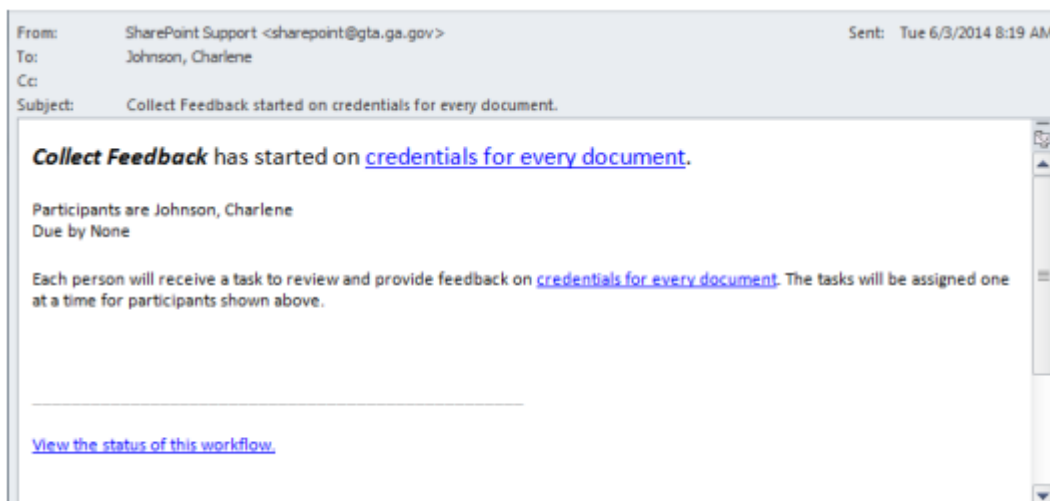 From: SharePoint Support <sharepoint@gta.ga.gov> Sent: Tue 6/3/2014 8:19 AM
To: Johnson, Charlene
Cc:
Subject: Collect Feedback started on credentials for every document.
Collect Feedback has started on credentials for every document.
Participants are Johnson, Charlene
Due by None
Each person will receive a task to review and provide feedback on credentials for every document. The tasks will be assigned one
at a time for participants shown above.
View the status of this workflow.